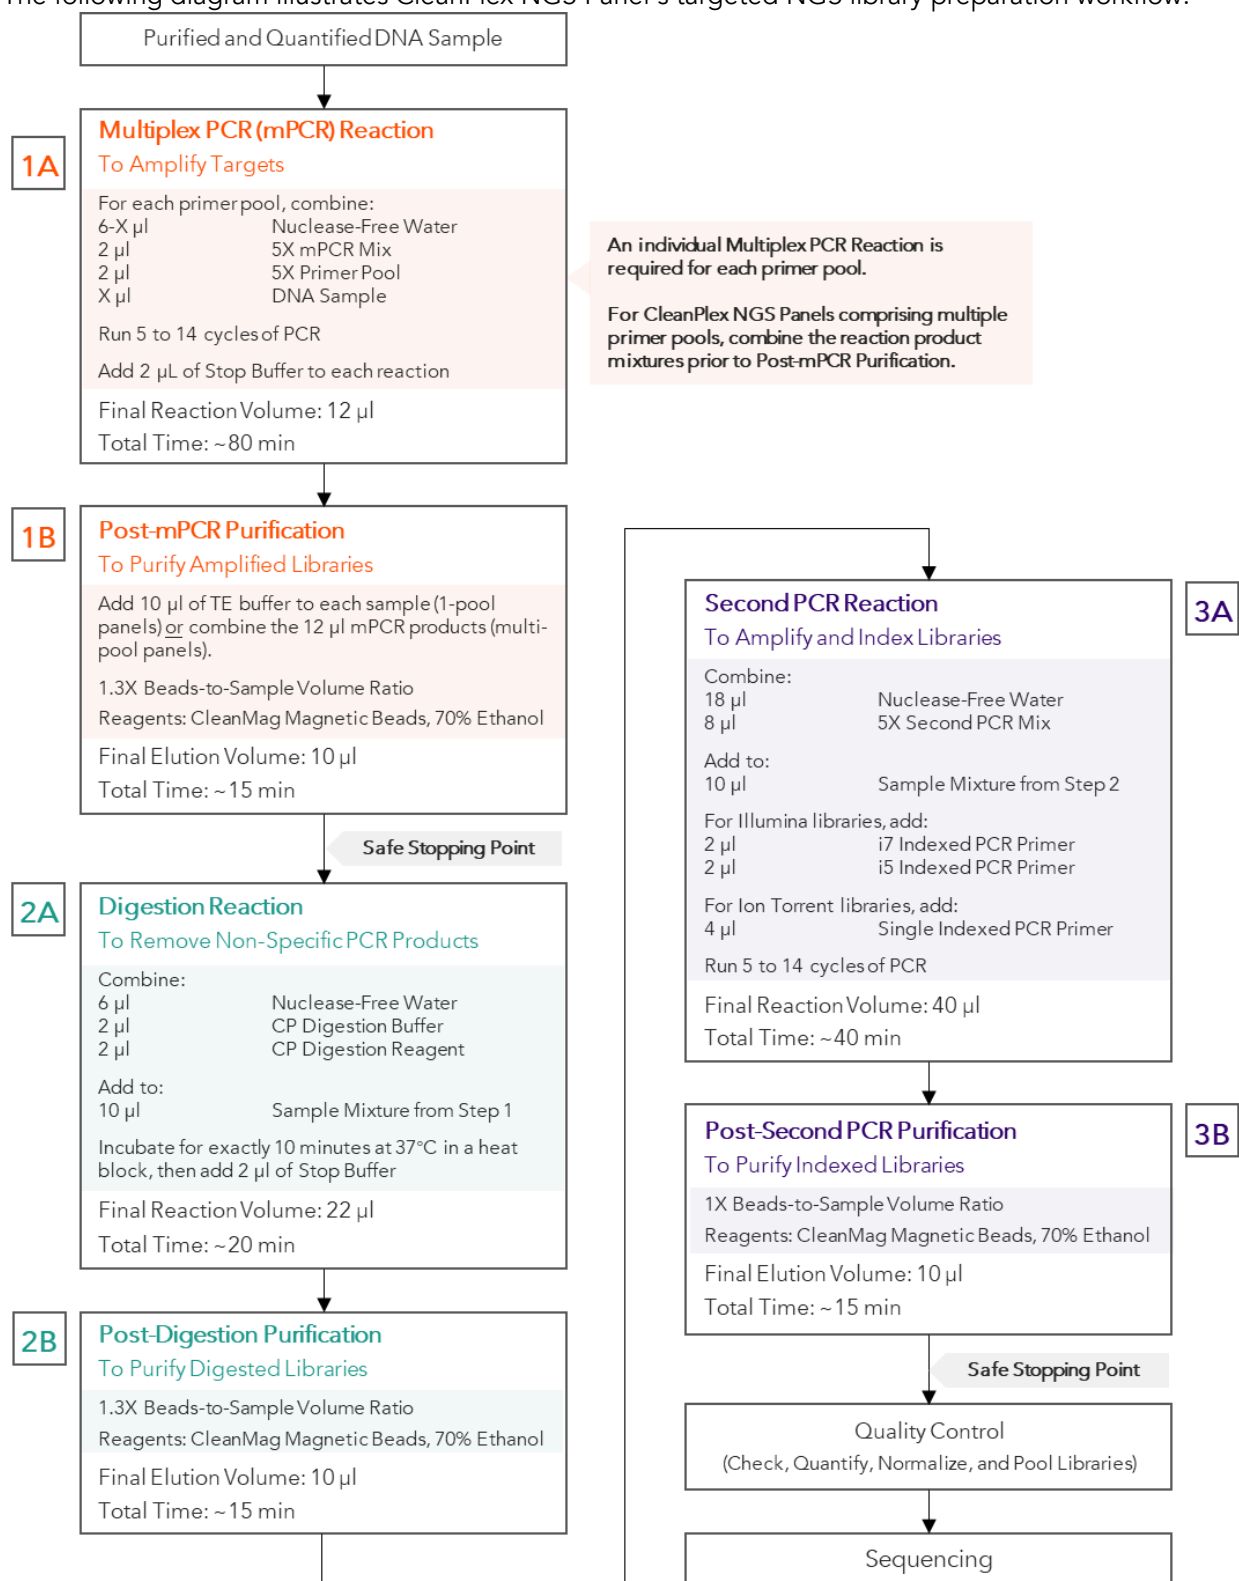 The following diagram illustrates CleanPlex NGS Panel's targeted NGS library preparation workflow.
Purified and Quantified DNA Sample
1A
Multiplex PCR (mPCR) Reaction
To Amplify Targets
For each primer pool, combine:
6-X µl Nuclease-Free Water
2 µl 5X mPCR Mix
2 µl 5X Primer Pool
X µl DNA Sample
Run 5 to 14 cycles of PCR
Add 2 µL of Stop Buffer to each reaction
Final Reaction Volume: 12 µl
Total Time: ~80 min
An individual Multiplex PCR Reaction is
required for each primer pool.
For CleanPlex NGS Panels comprising multiple
primer pools, combine the reaction product
mixtures prior to Post-mPCR Purification.
1B
Post-mPCR Purification
To Purify Amplified Libraries
Add 10 µl of TE buffer to each sample (1-pool
panels) or combine the 12 µl mPCR products (multi-
pool panels).
1.3X Beads-to-Sample Volume Ratio
Reagents: CleanMag Magnetic Beads, 70% Ethanol
Final Elution Volume: 10 µl
Total Time: ~15 min
Safe Stopping Point
2A
Digestion Reaction
To Remove Non-Specific PCR Products
Combine:
6 µl Nuclease-Free Water
2 µl CP Digestion Buffer
2 µl CP Digestion Reagent
Add to:
10 µl Sample Mixture from Step 1
Incubate for exactly 10 minutes at 37°C in a heat
block, then add 2 µl of Stop Buffer
Final Reaction Volume: 22 µl
Total Time: ~20 min
2B
Post-Digestion Purification
To Purify Digested Libraries
1.3X Beads-to-Sample Volume Ratio
Reagents: CleanMag Magnetic Beads, 70% Ethanol
Final Elution Volume: 10 µl
Total Time: ~15 min
3A
Second PCR Reaction
To Amplify and Index Libraries
Combine:
18 µl Nuclease-Free Water
8 µl 5X Second PCR Mix
Add to:
10 µl Sample Mixture from Step 2
For Illumina libraries, add:
2 µl i7 Indexed PCR Primer
2 µl i5 Indexed PCR Primer
For Ion Torrent libraries, add:
4 µl Single Indexed PCR Primer
Run 5 to 14 cycles of PCR
Final Reaction Volume: 40 µl
Total Time: ~40 min
3B
Post-Second PCR Purification
To Purify Indexed Libraries
1X Beads-to-Sample Volume Ratio
Reagents: CleanMag Magnetic Beads, 70% Ethanol
Final Elution Volume: 10 µl
Total Time: ~15 min
Safe Stopping Point
Quality Control
(Check, Quantify, Normalize, and Pool Libraries)
Sequencing